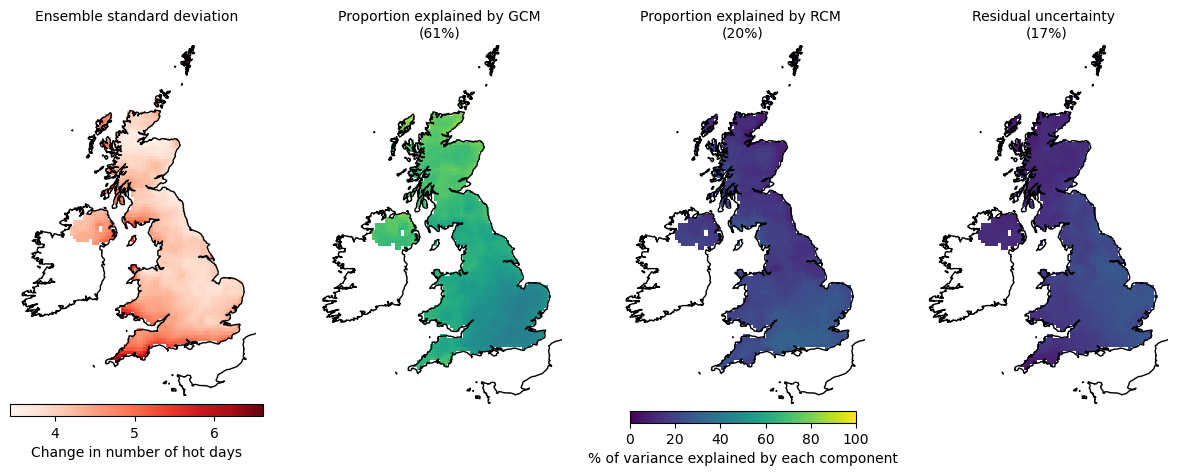 Ensemble standard deviation
Proportion explained by GCM
(61%)
Proportion explained by RCM
(20%)
Residual uncertainty
(17%)
4 5 6
Change in number of hot days
0 20 40 60 80 100
% of variance explained by each component